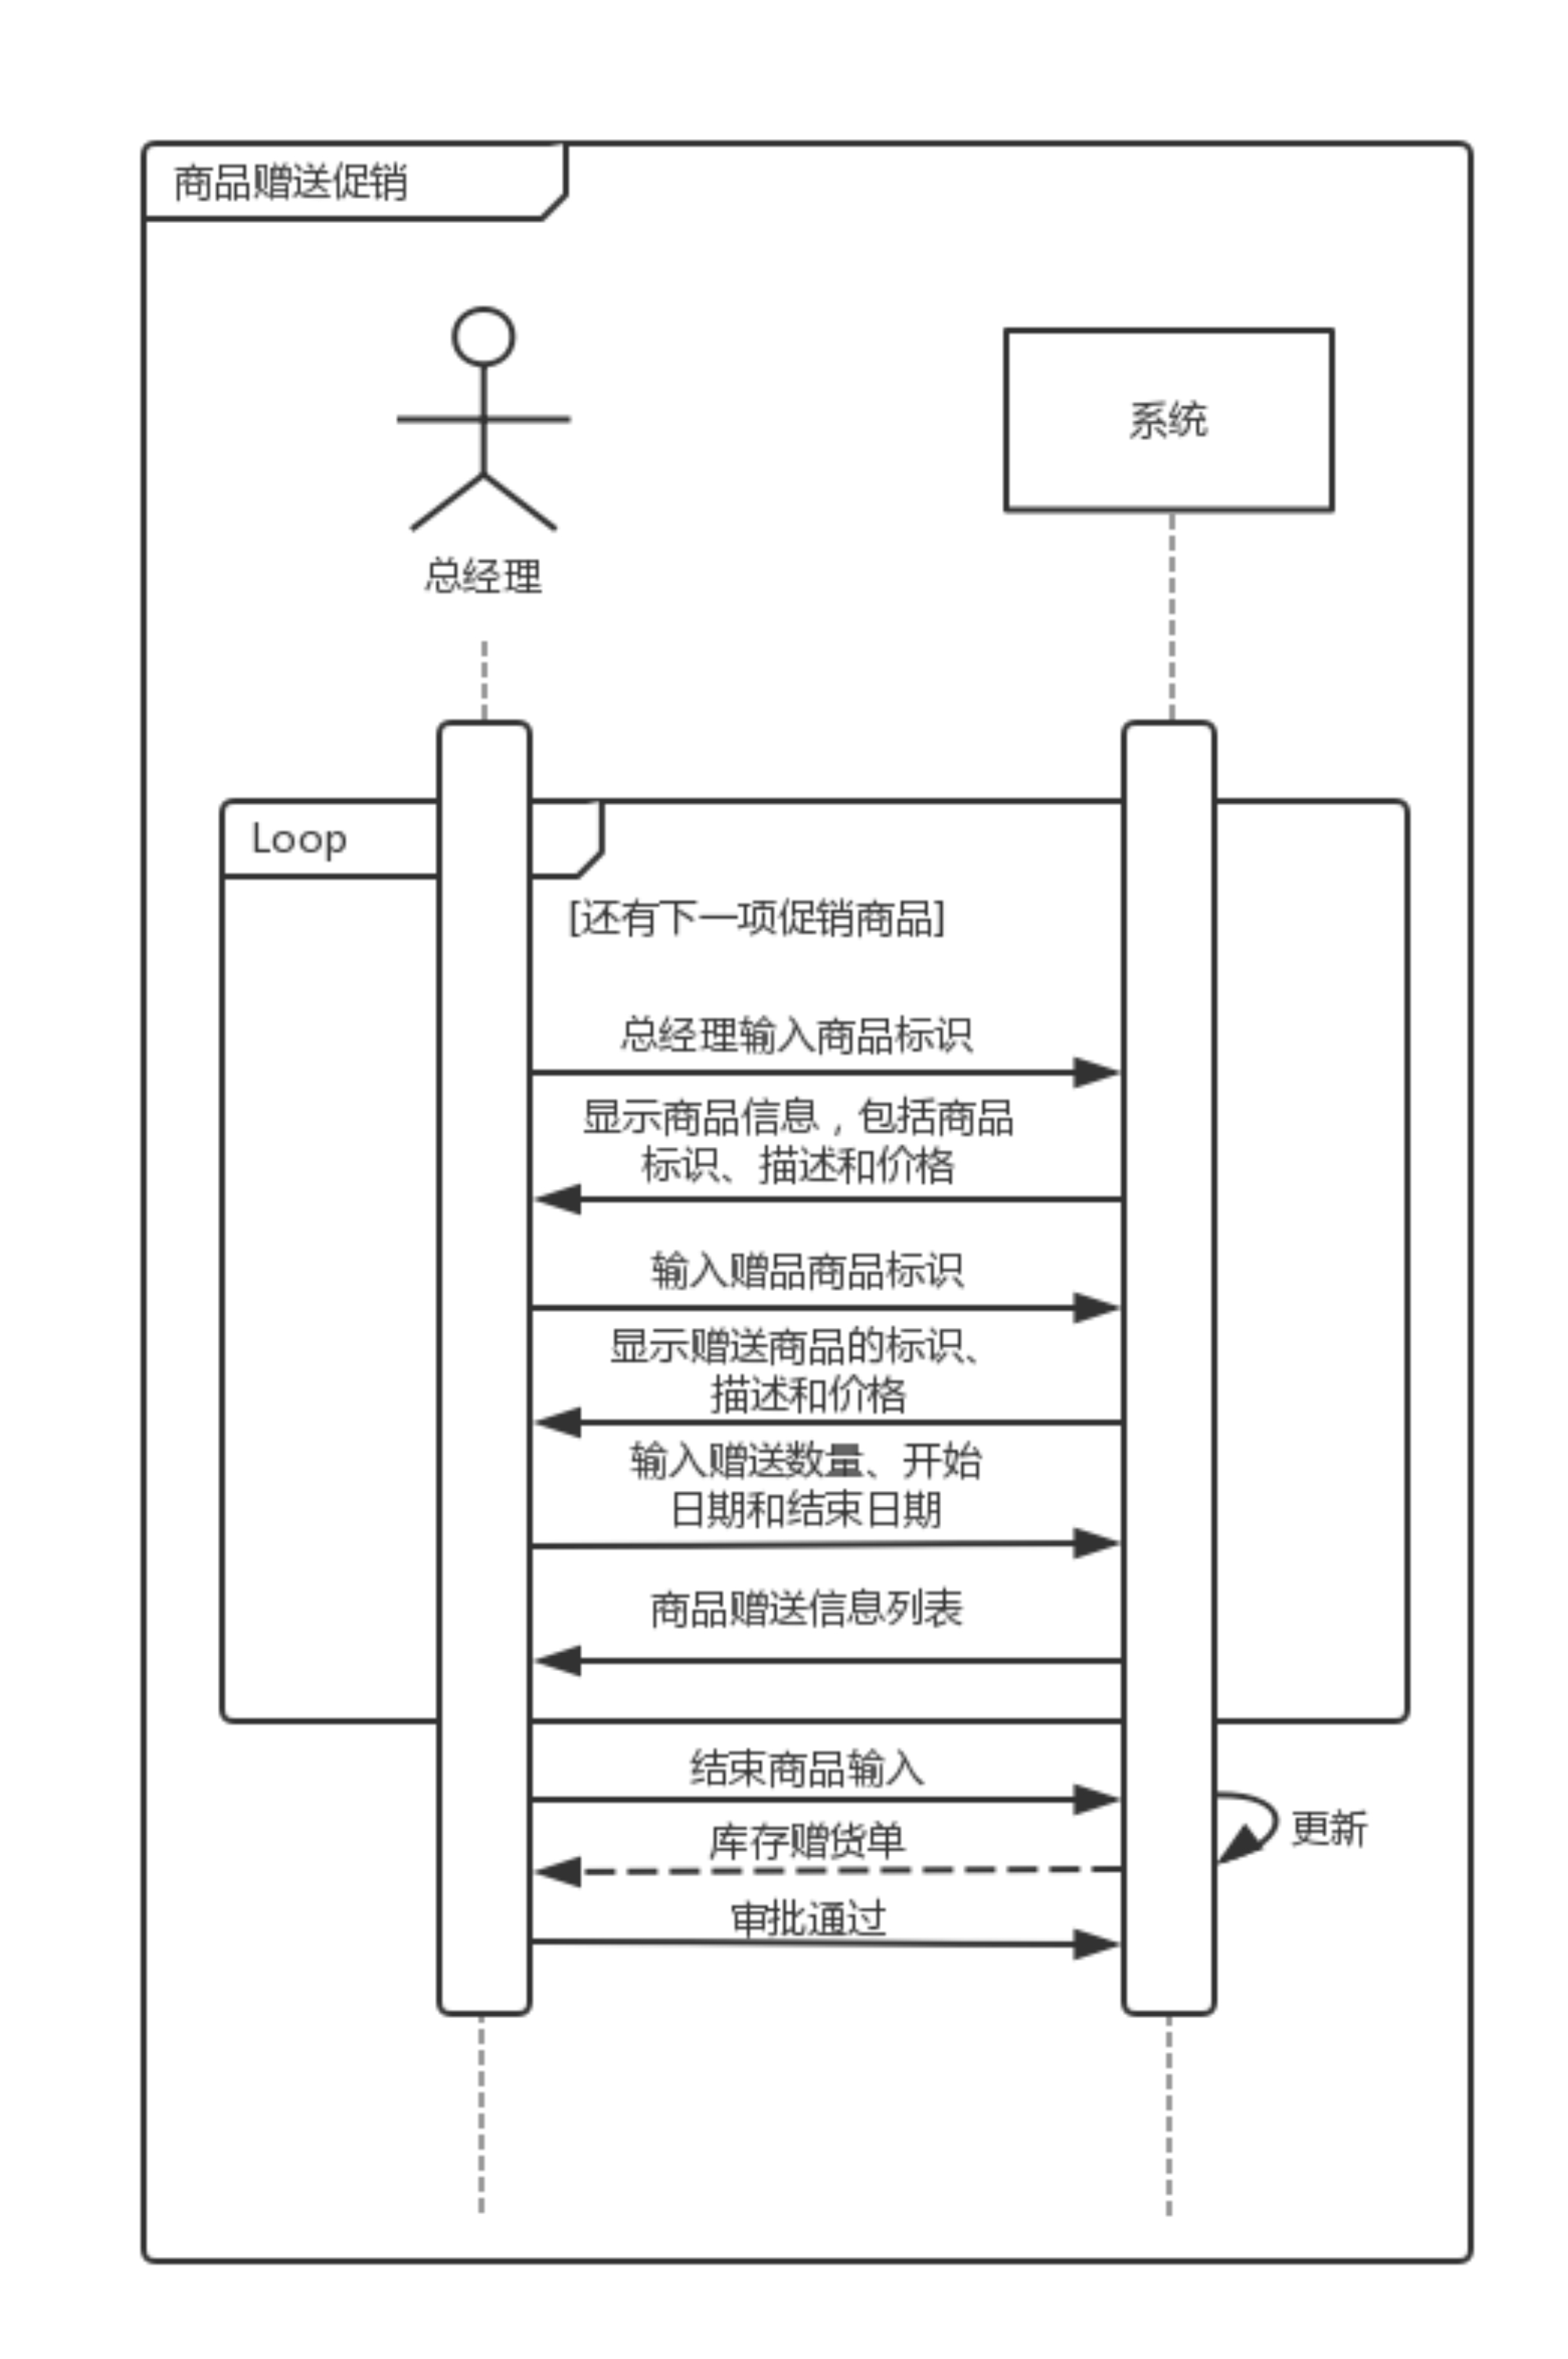 商品赠送促销
系统
总经理
Loop
[还有下一项促销商品]
总经理输入商品标识
显示商品信息，包括商品
标识、描述和价格
输入赠品商品标识
显示赠送商品的标识、
描述和价格
输入赠送数量、开始
日期和结束日期
商品赠送信息列表
结束商品输入
更新
库存赠货单
审批通过